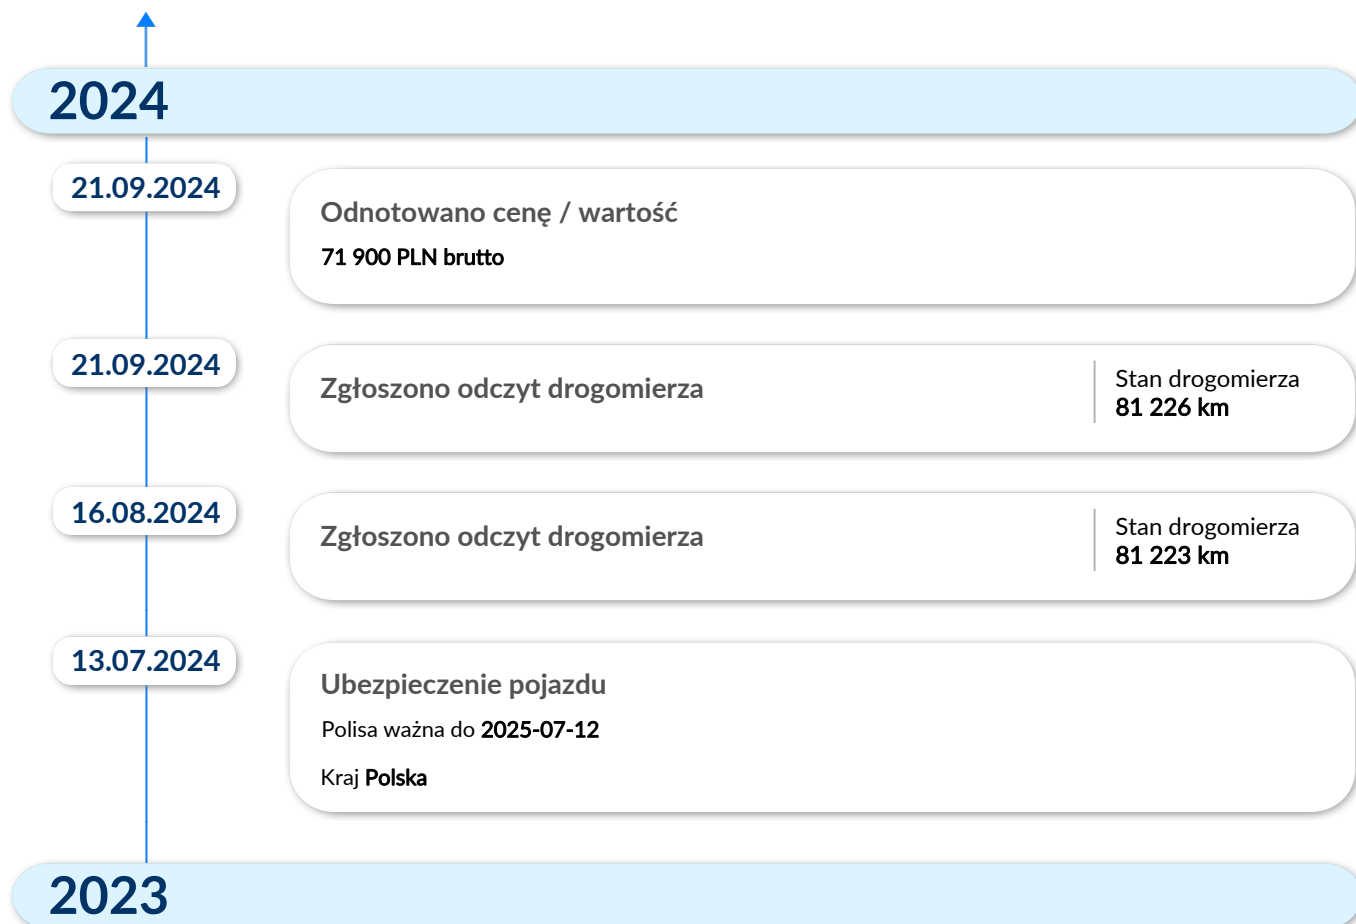 2024
21.09.2024
Odnotowano cenę / wartość
71 900 PLN brutto
21.09.2024
Zgłoszono odczyt drogomierza
Stan drogomierza
81 226 km
16.08.2024
Zgłoszono odczyt drogomierza
Stan drogomierza
81 223 km
13.07.2024
Ubezpieczenie pojazdu
Polisa ważna do 2025-07-12
Kraj Polska
2023